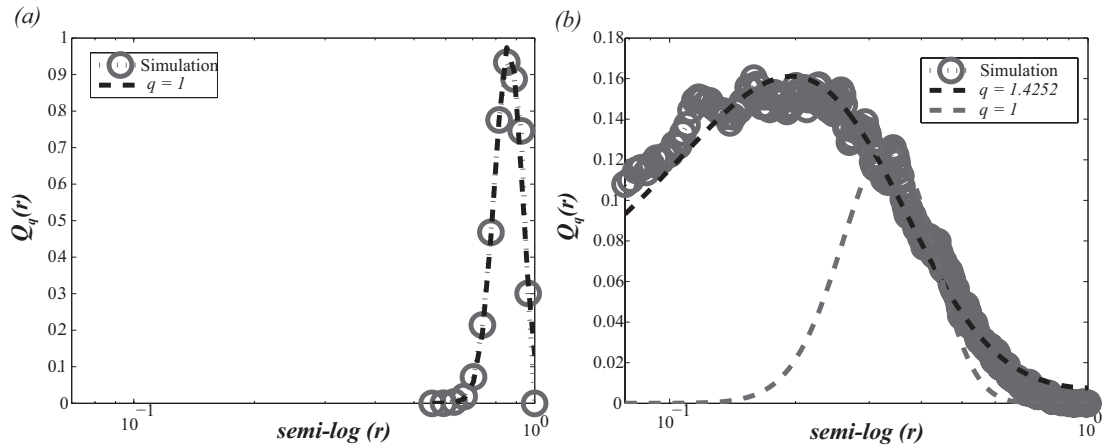 (a)
1
0.9
0.8
0.7
0.6
0.5
0.4
0.3
0.2
0.1
0
Q_q(r)
Simulation
q = 1
10^-1
10^0
semi-log (r)
(b)
0.18
0.16
0.14
0.12
0.1
0.08
0.06
0.04
0.02
0
Q_q(r)
Simulation
q = 1.4252
q = 1
10^-1
10^0
semi-log (r)